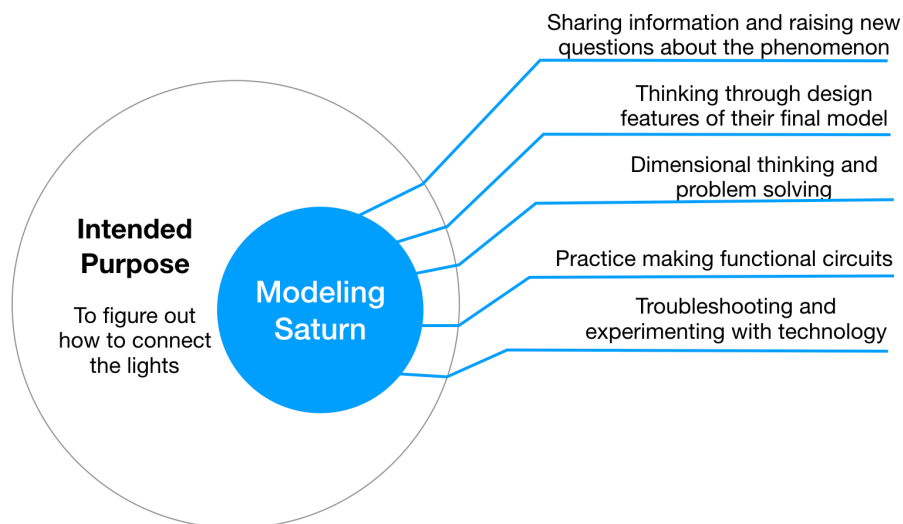 Sharing information and raising new
questions about the phenomenon
Thinking through design
features of their final model
Dimensional thinking and
problem solving
Intended
Purpose
To figure out
how to connect
the lights
Modeling
Saturn
Practice making functional circuits
Troubleshooting and
experimenting with technology